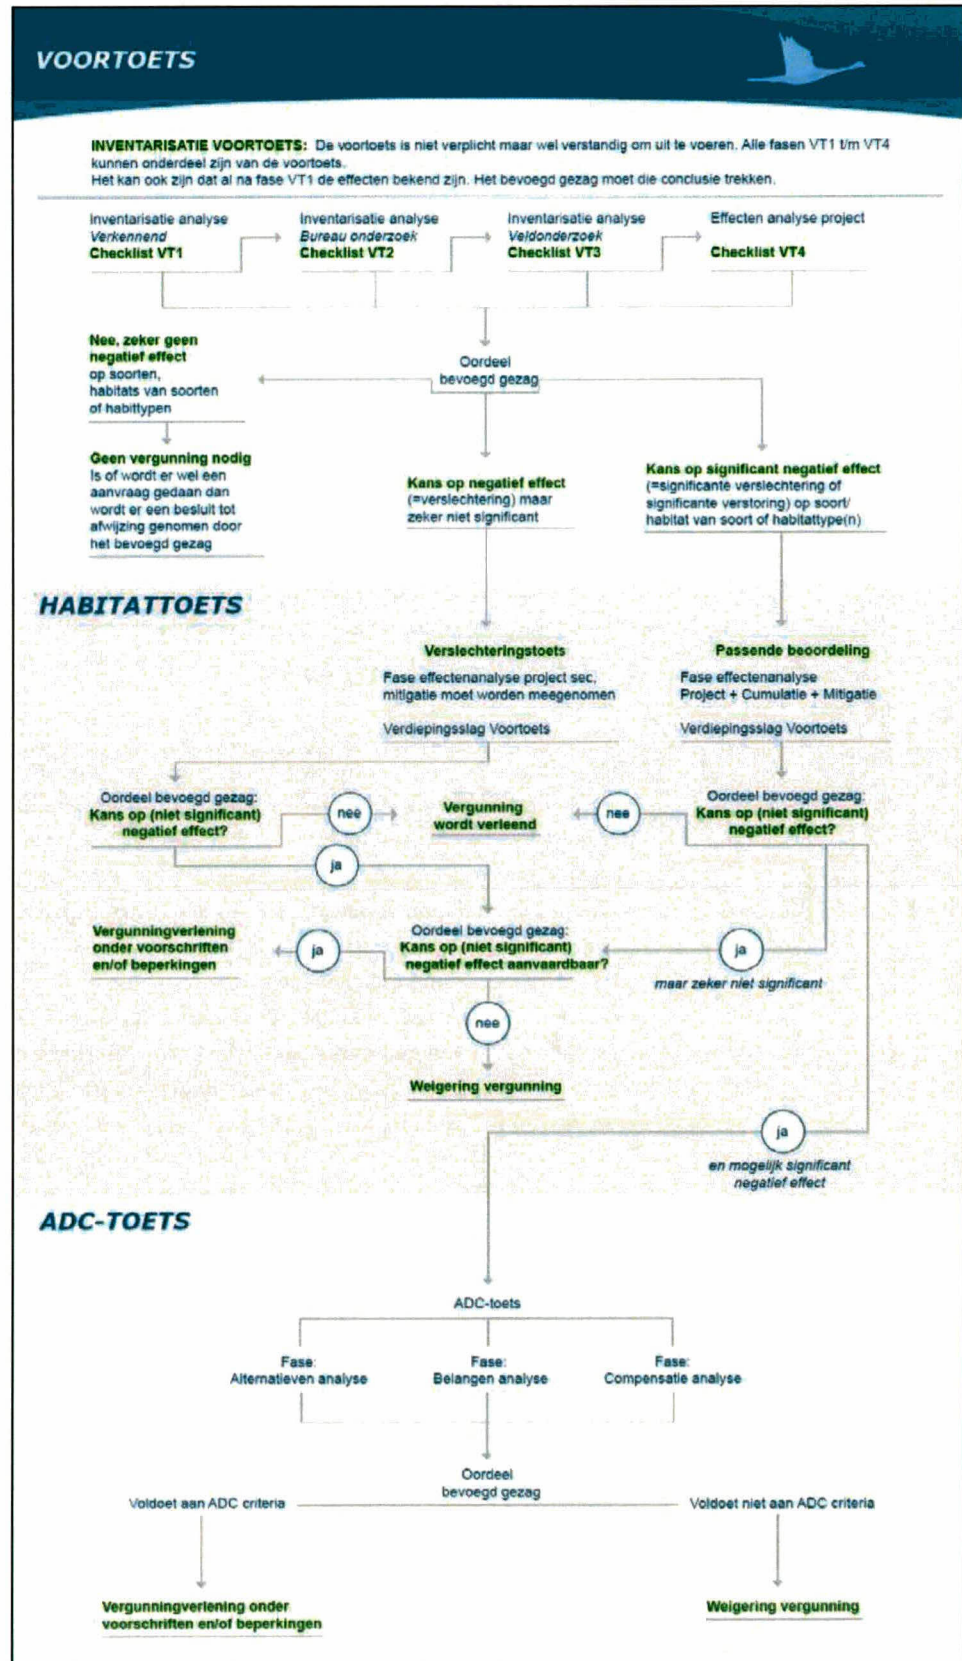 VOORTOETS
INVENTARISATIE VOORTOETS: De voortoets is niet verplicht maar wel verstandig om uit te voeren. Alle fasen VT1 t/m VT4
kunnen onderdeel zijn van de voortoets.
Het kan ook zijn dat al na fase VT1 de effecten bekend zijn. Het bevoegd gezag moet die conclusie trekken.
Inventarisatie analyse
Verkennend
Checklist VT1
Inventarisatie analyse
Bureau onderzoek
Checklist VT2
Inventarisatie analyse
Veldonderzoek
Checklist VT3
Effecten analyse project
Checklist VT4
Nee, zeker geen
negatief effect
op soorten,
habitats van soorten
of habittypen
Oordeel
bevoegd gezag
Geen vergunning nodig
Is of wordt er wel een
aanvraag gedaan dan
wordt er een besluit tot
afwijzing genomen door
het bevoegd gezag
Kans op negatief effect
(=verslechtering) maar
zeker niet significant
Kans op significant negatief effect
(=significante verslechtering of
significante verstoring) op soort/
habitat van soort of habitattype(n)
HABITATTOETS
Verslechteringstoets
Fase effectenanalyse project sec,
mitigatie moet worden meegenomen
Verdiepingsslag Voortoets
Passende beoordeling
Fase effectenanalyse
Project + Cumulatie + Mitigatie
Verdiepingsslag Voortoets
Oordeel bevoegd gezag:
Kans op (niet significant)
negatief effect?
nee
Vergunning
wordt verleend
nee
Oordeel bevoegd gezag:
Kans op (niet significant)
negatief effect?
ja
Vergunningverlening
onder voorschriften
en/of beperkingen
ja
Oordeel bevoegd gezag:
Kans op (niet significant)
negatief effect aanvaardbaar?
ja
maar zeker niet significant
nee
Weigering vergunning
ja
en mogelijk significant
negatief effect
ADC-TOETS
ADC-toets
Fase:
Alternatieven analyse
Fase:
Belangen analyse
Fase:
Compensatie analyse
Oordeel
bevoegd gezag
Voldoet aan ADC criteria
Voldoet niet aan ADC criteria
Vergunningverlening onder
voorschriften en/of beperkingen
Weigering vergunning